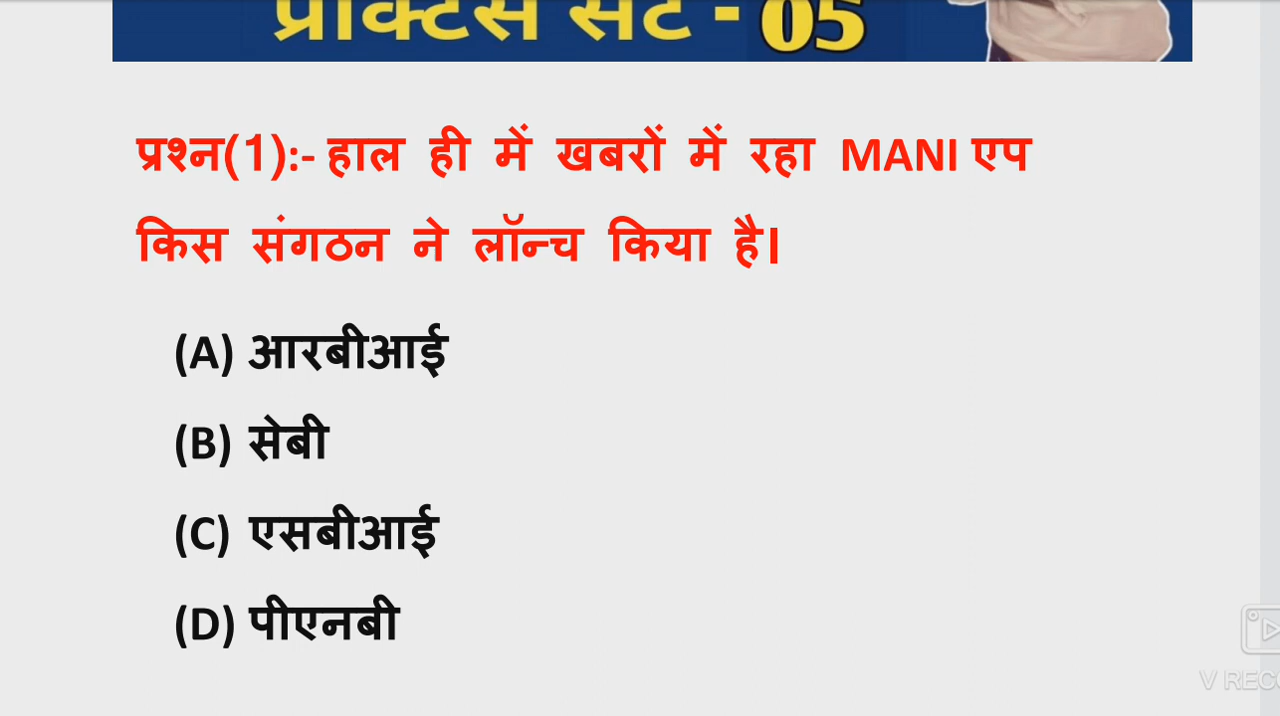 प्रैक्टिस सेट - 05
प्रश्न(1):- हाल ही में खबरों में रहा MANI एप
किस संगठन ने लॉन्च किया है।
(A) आरबीआई
(B) सेबी
(C) एसबीआई
(D) पीएनबी